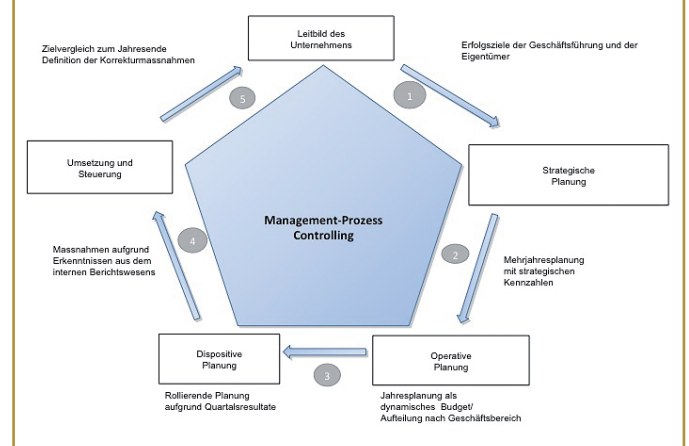 Leitbild des
Unternehmens
Zielvergleich zum Jahresende
Definition der Korrekturmassnahmen
Erfolgsziele der Geschäftsführung und der
Eigentümer
5
1
Umsetzung und
Steuerung
Strategische
Planung
Management-Prozess
Controlling
4
2
Massnahmen aufgrund
Erkenntnissen aus dem
internen Berichtswesens
Mehrjahresplanung
mit strategischen
Kennzahlen
Dispositive
Planung
3
Operative
Planung
Rollierende Planung
aufgrund Quartalsresultate
Jahresplanung als
dynamisches Budget/
Aufteilung nach Geschäftsbereich